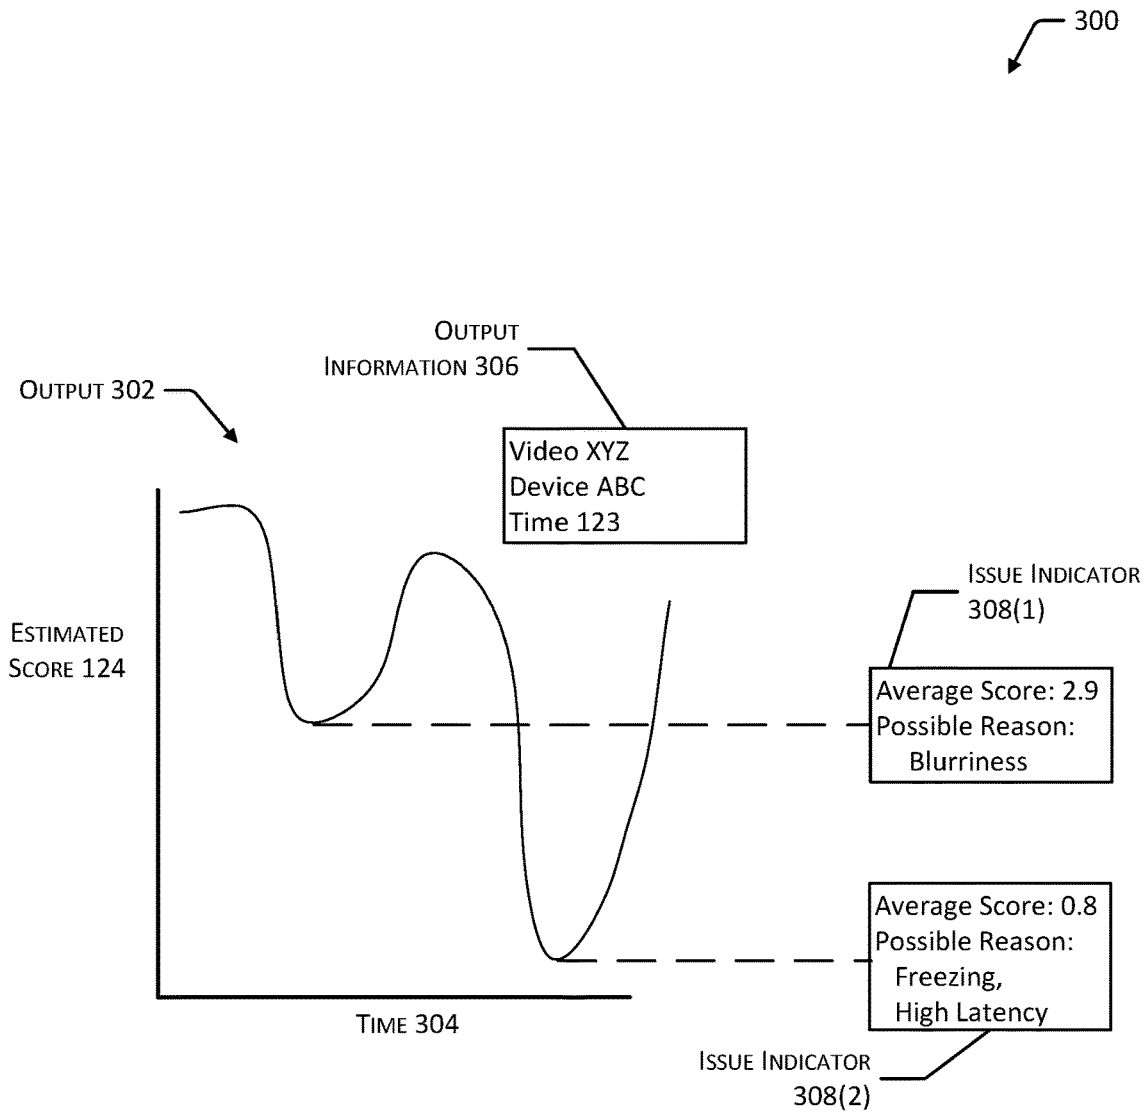 300
OUTPUT
INFORMATION 306
OUTPUT 302
Video XYZ
Device ABC
Time 123
ISSUE INDICATOR
308(1)
ESTIMATED
SCORE 124
Average Score: 2.9
Possible Reason:
Blurriness
Average Score: 0.8
Possible Reason:
Freezing,
High Latency
TIME 304
ISSUE INDICATOR
308(2)